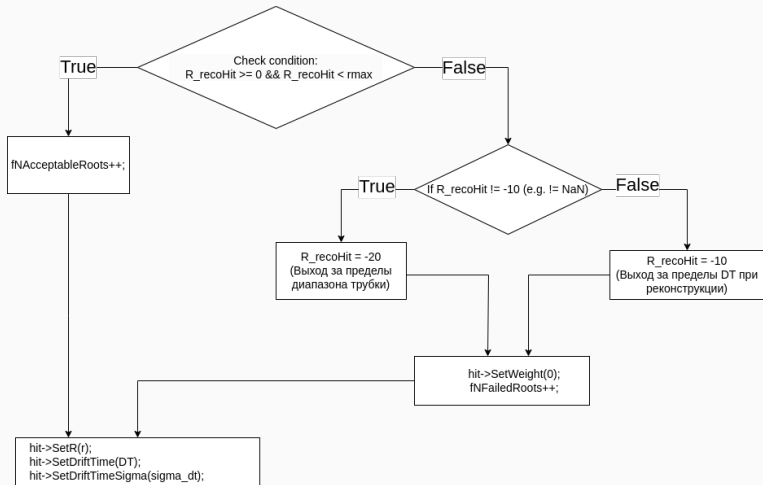 Check condition:
R_recoHit >= 0 && R_recoHit < rmax
True
False
fNAcceptableRoots++;
If R_recoHit != -10 (e.g. != NaN)
True
False
R_recoHit = -20
(Выход за пределы
диапазона трубки)
R_recoHit = -10
(Выход за пределы DT при
реконструкции)
hit->SetWeight(0);
fNFailedRoots++;
hit->SetR(r);
hit->SetDriftTime(DT);
hit->SetDriftTimeSigma(sigma_dt);